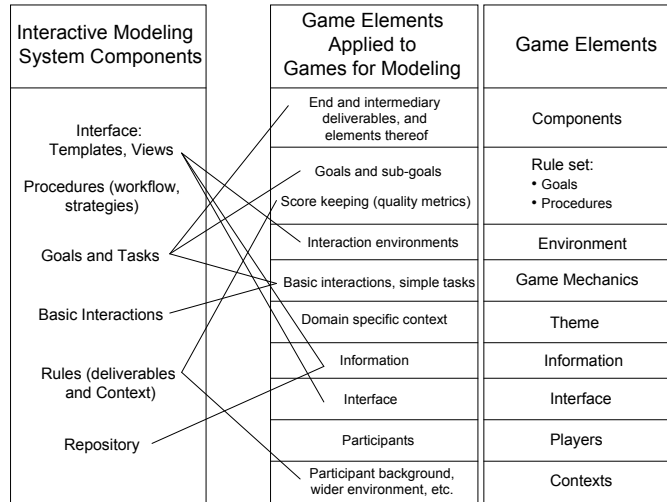 Interactive Modeling
System Components
Interface:
Templates, Views
Procedures (workflow,
strategies)
Goals and Tasks
Basic Interactions
Rules (deliverables
and Context)
Repository
Game Elements
Applied to
Games for Modeling
End and intermediary
deliverables, and
elements thereof
Goals and sub-goals
Score keeping (quality metrics)
Interaction environments
Basic interactions, simple tasks
Domain specific context
Information
Interface
Participants
Participant background,
wider environment, etc.
Game Elements
Components
Rule set:
• Goals
• Procedures
Environment
Game Mechanics
Theme
Information
Interface
Players
Contexts